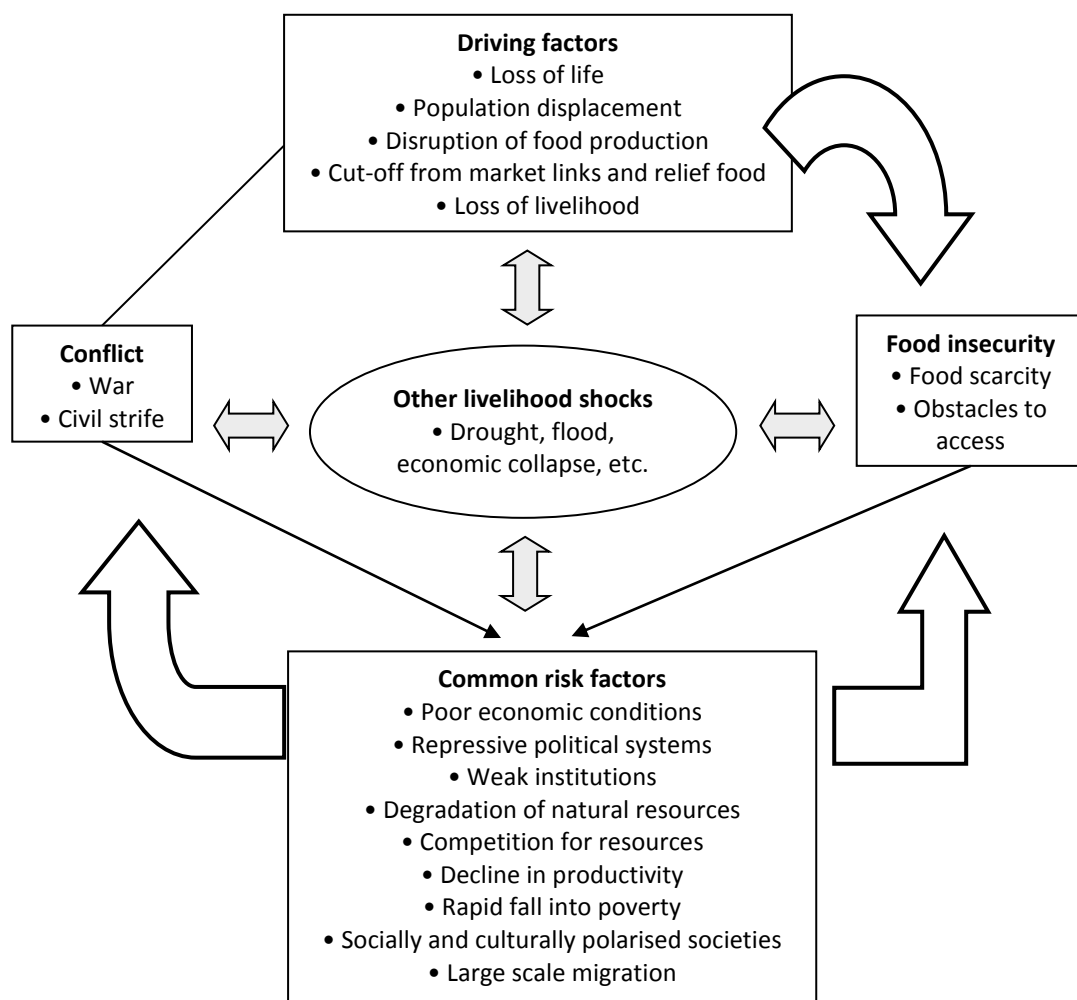 Driving factors
• Loss of life
• Population displacement
• Disruption of food production
• Cut-off from market links and relief food
• Loss of livelihood
Conflict
• War
• Civil strife
Other livelihood shocks
• Drought, flood,
economic collapse, etc.
Food insecurity
• Food scarcity
• Obstacles to
access
Common risk factors
• Poor economic conditions
• Repressive political systems
• Weak institutions
• Degradation of natural resources
• Competition for resources
• Decline in productivity
• Rapid fall into poverty
• Socially and culturally polarised societies
• Large scale migration